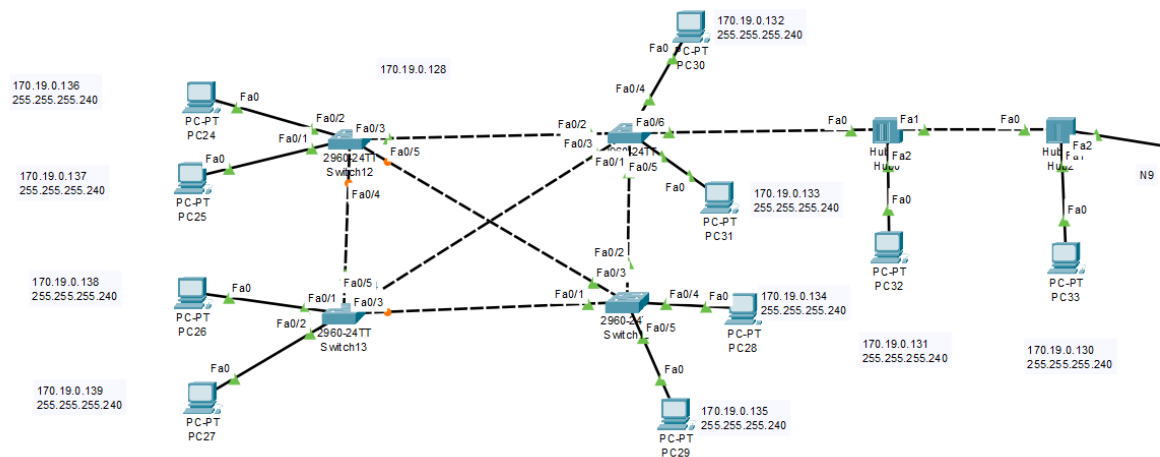 170.19.0.132
255.255.255.240
Fa0
PC-PT
PC30
170.19.0.128
Fa0/4
170.19.0.136
255.255.255.240
Fa0
PC-PT
PC24
Fa0/2
Fa0/1
Fa0/3
Fa0/5
2960-24TT
Switch12
Fa0/4
Fa0/2
Fa0/3
Fa0/6
Fa0/1
Fa0/5
Fa0
Fa1
Fa2
Fa0
Fa2
N9
170.19.0.137
255.255.255.240
Fa0
PC-PT
PC25
Fa0
PC-PT
PC31
170.19.0.133
255.255.255.240
Fa0
PC-PT
PC32
Fa0
PC-PT
PC33
170.19.0.138
255.255.255.240
Fa0
PC-PT
PC26
Fa0/1
Fa0/2
Fa0/5
Fa0/3
2960-24TT
Switch13
Fa0/2
Fa0/3
Fa0/1
Fa0/4
Fa0/5
Fa0
PC-PT
PC28
170.19.0.134
255.255.255.240
170.19.0.131
255.255.255.240
170.19.0.130
255.255.255.240
170.19.0.139
255.255.255.240
Fa0
PC-PT
PC27
Fa0
PC-PT
PC29
170.19.0.135
255.255.255.240